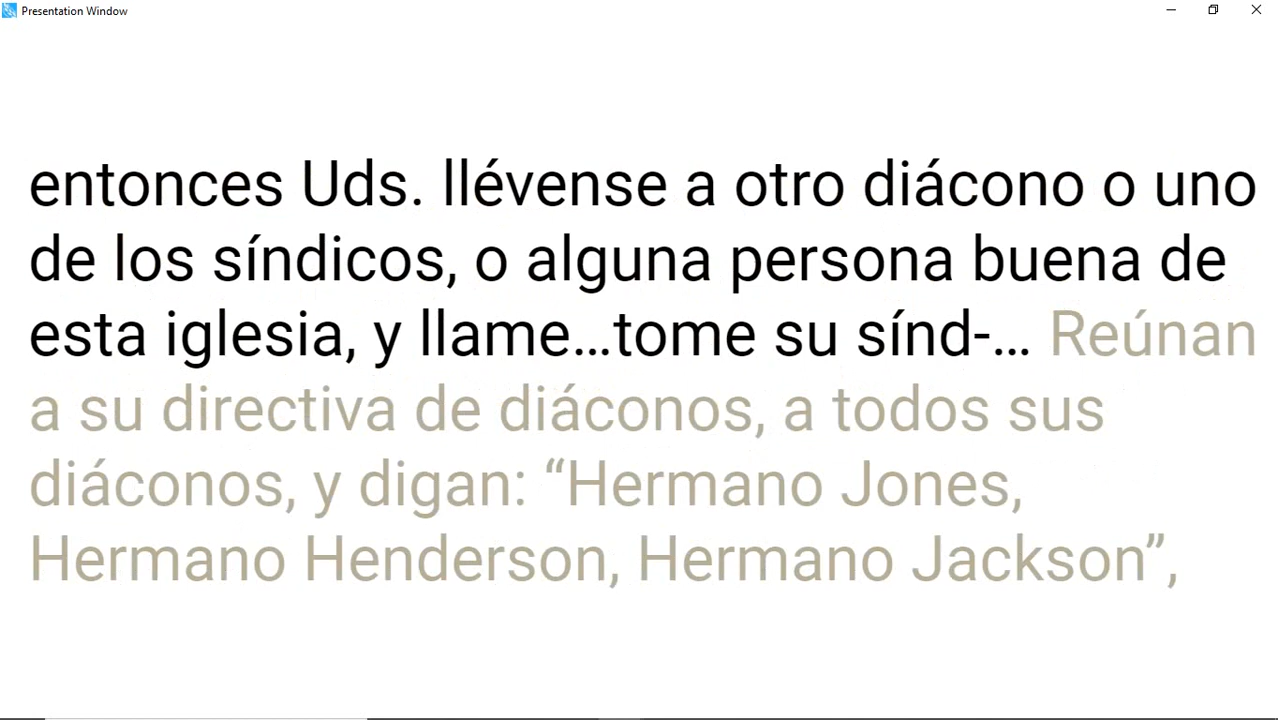 Presentation Window
entonces Uds. llévense a otro diácono o uno
de los síndicos, o alguna persona buena de
esta iglesia, y llame…tome su sínd-… Reúnan
a su directiva de diáconos, a todos sus
diáconos, y digan: “Hermano Jones,
Hermano Henderson, Hermano Jackson”,